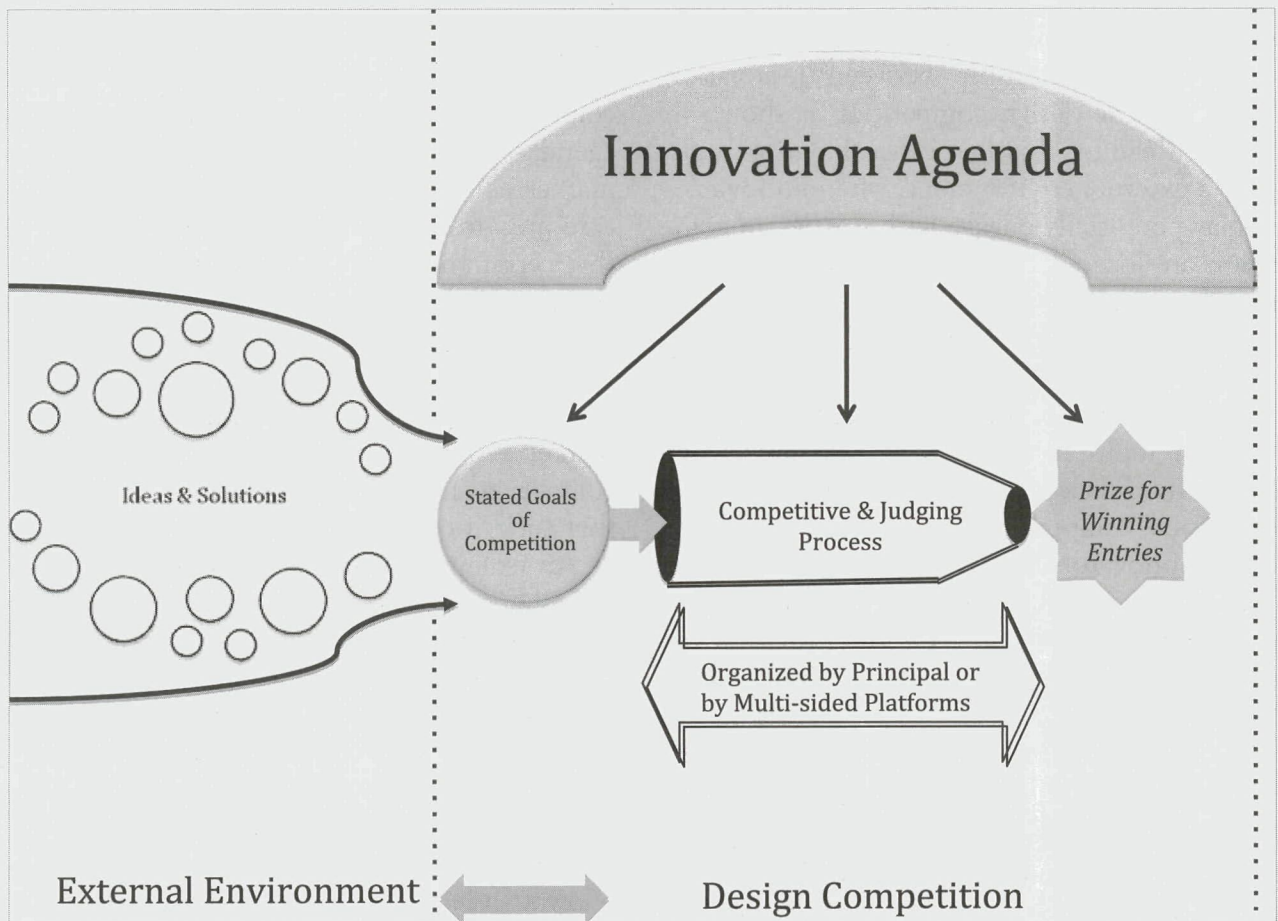 Innovation Agenda
Ideas & Solutions
Stated Goals
of
Competition
Competitive & Judging
Process
Prize for
Winning
Entries
Organized by Principal or
by Multi-sided Platforms
External Environment
Design Competition